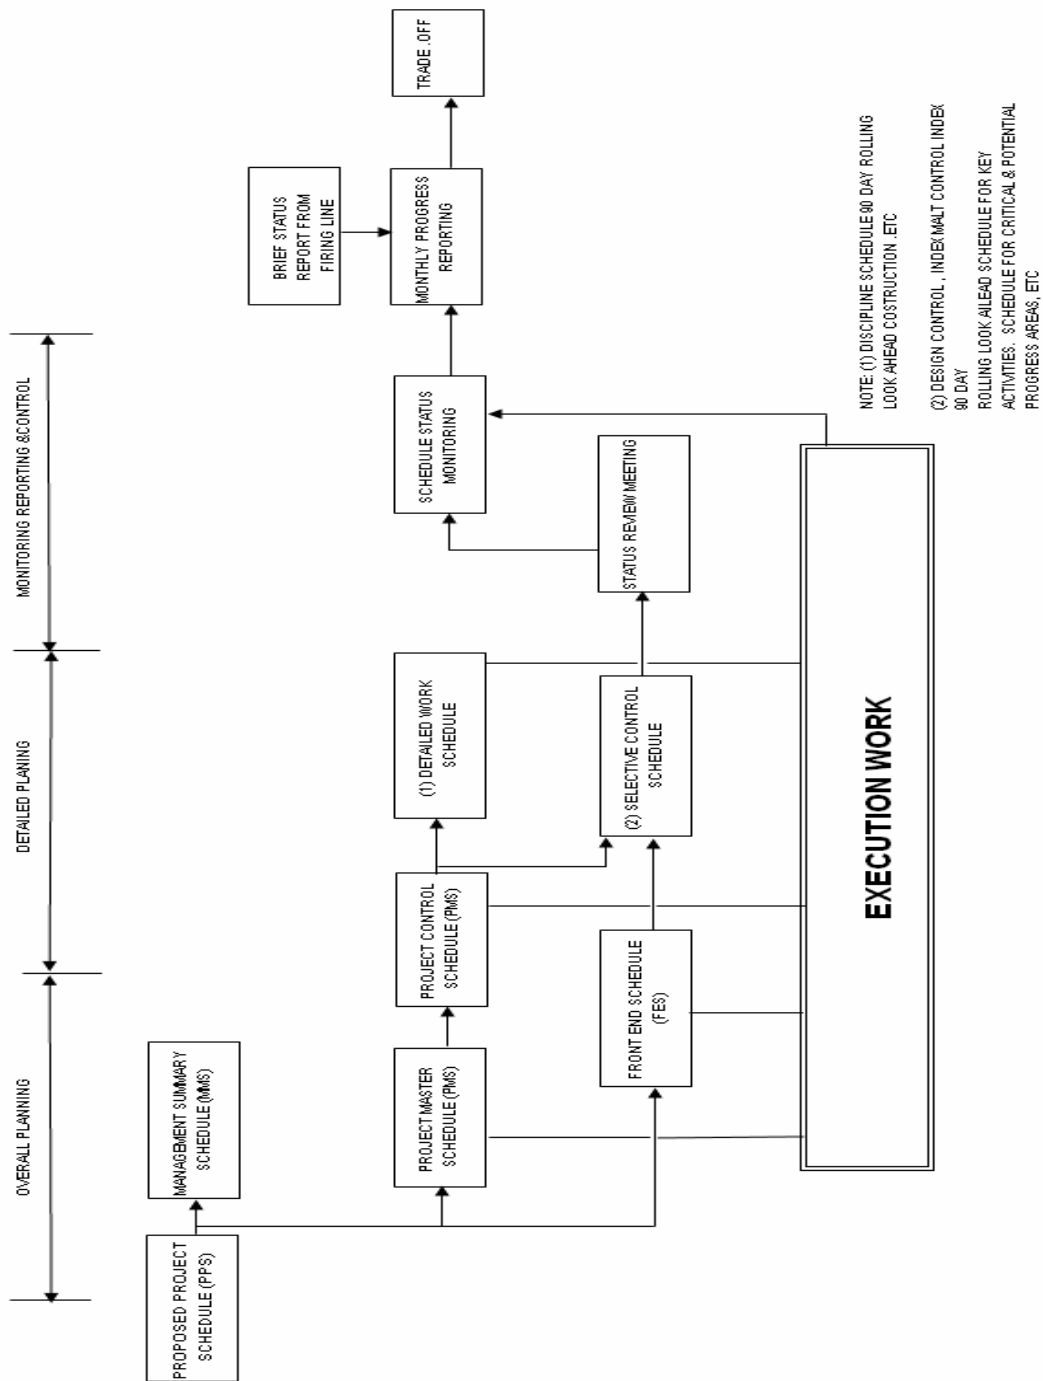 OVERALL PLANNING
DETAILED PLANING
MONITORING REPORTING &CONTROL
PROPOSED PROJECT
SCHEDULE (PPS)
MANAGEMENT SUMMARY
SCHEDULE (MMS)
BRIEF STATUS
REPORT FROM
FIRING LINE
PROJECT MASTER
SCHEDULE (PMS)
PROJECT CONTROL
SCHEDULE (PMS)
(1) DETAILED WORK
SCHEDULE
SCHEDULE STATUS
MONITORING
MONTHLY PROGRESS
REPORTING
TRADE .OFF
FRONT END SCHEDULE
(FES)
(2) SELECTIVE CONTROL
SCHEDULE
STATUS REVIEW MEETING
EXECUTION WORK
NOTE: (1) DISCIPLINE SCHEDULE 90 DAY ROLLING
LOOK AHEAD COSTRUCTION .ETC
(2) DESIGN CONTROL , INDEX MALT CONTROL INDEX
90 DAY
ROLLING LOOK AILEAD SCHEDULE FOR KEY
ACTIVITIES. SCHEDULE FOR CRITICAL & POTENTIAL
PROGRESS AREAS, ETC